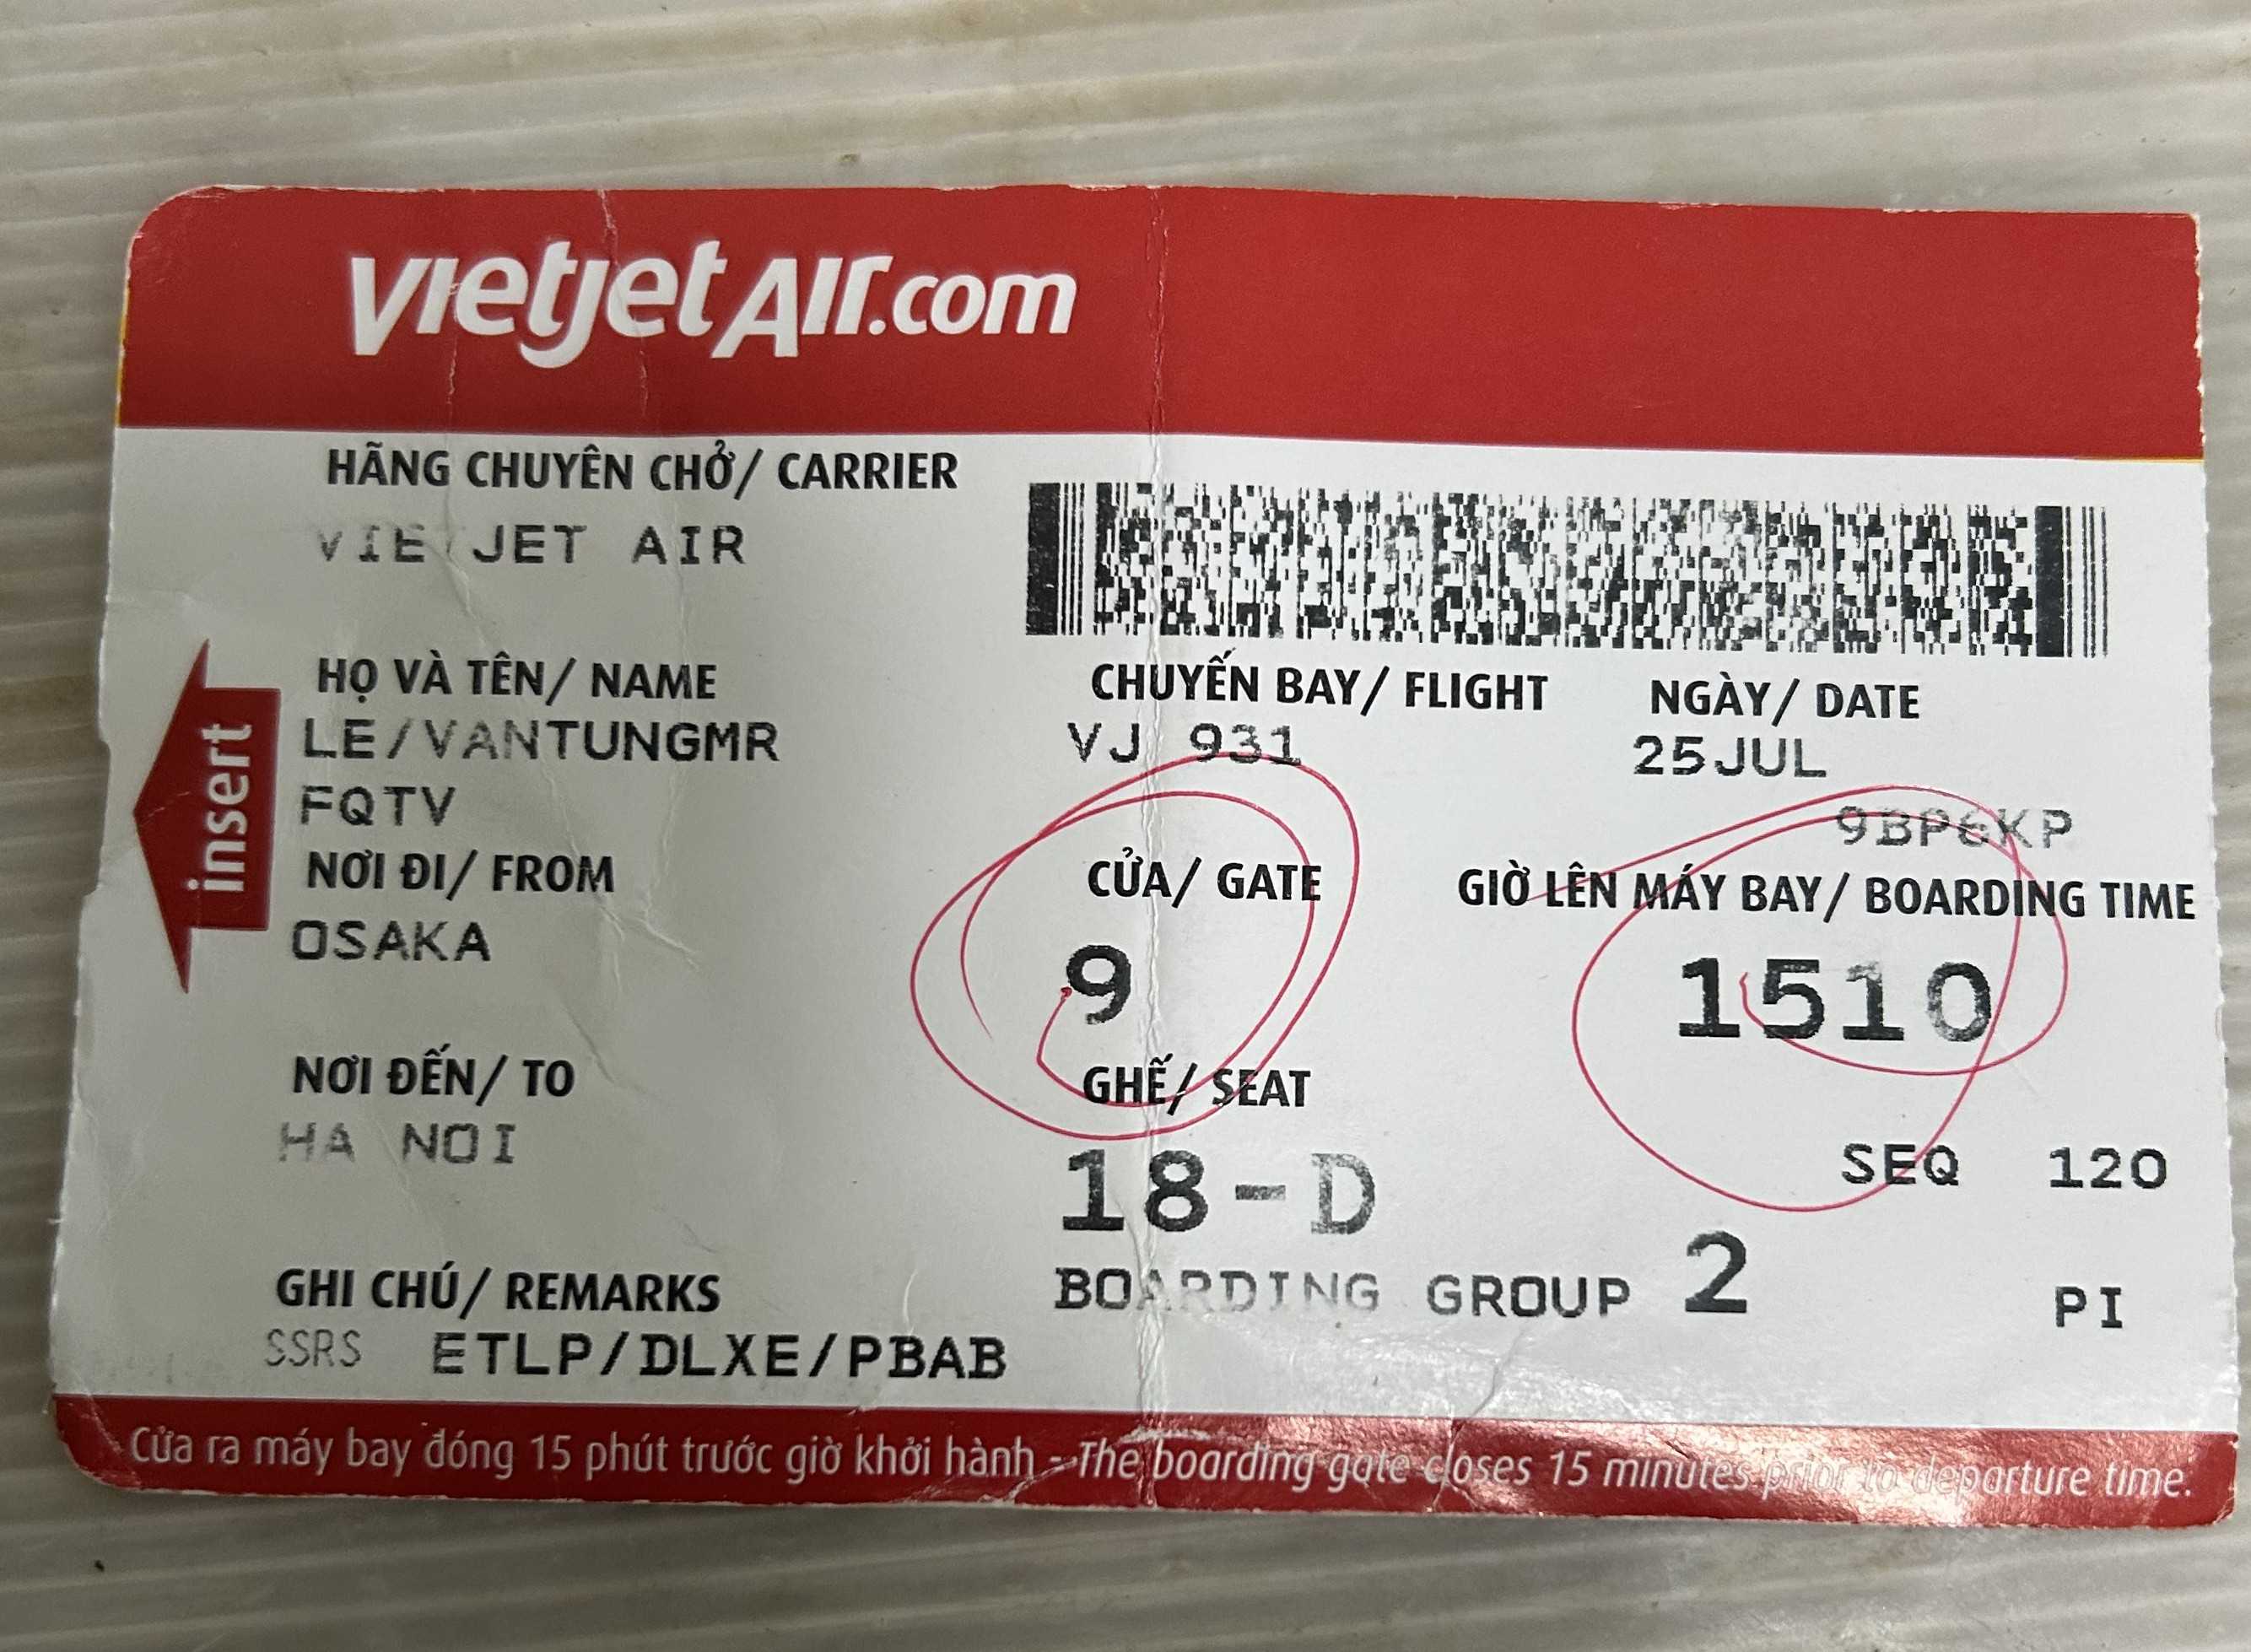 vietjetAir.com
HÃNG CHUYÊN CHỞ/ CARRIER
VIETJET AIR
HỌ VÀ TÊN/ NAME
LE/VANTUNGMR
FQTV
NƠI ĐI/ FROM
OSAKA
NƠI ĐẾN/ TO
HA NOI
GHI CHÚ/ REMARKS
SSRS ETLP/DLXE/PBAB
insert
CHUYẾN BAY/ FLIGHT NGÀY/ DATE
VJ 931 25JUL
9BP6KP
CỬA/ GATE GIỜ LÊN MÁY BAY/ BOARDING TIME
9 1510
GHẾ/ SEAT
18-D SEQ 120
BOARDING GROUP 2 PI
Cửa ra máy bay đóng 15 phút trước giờ khởi hành - The boarding gate closes 15 minutes prior to departure time.